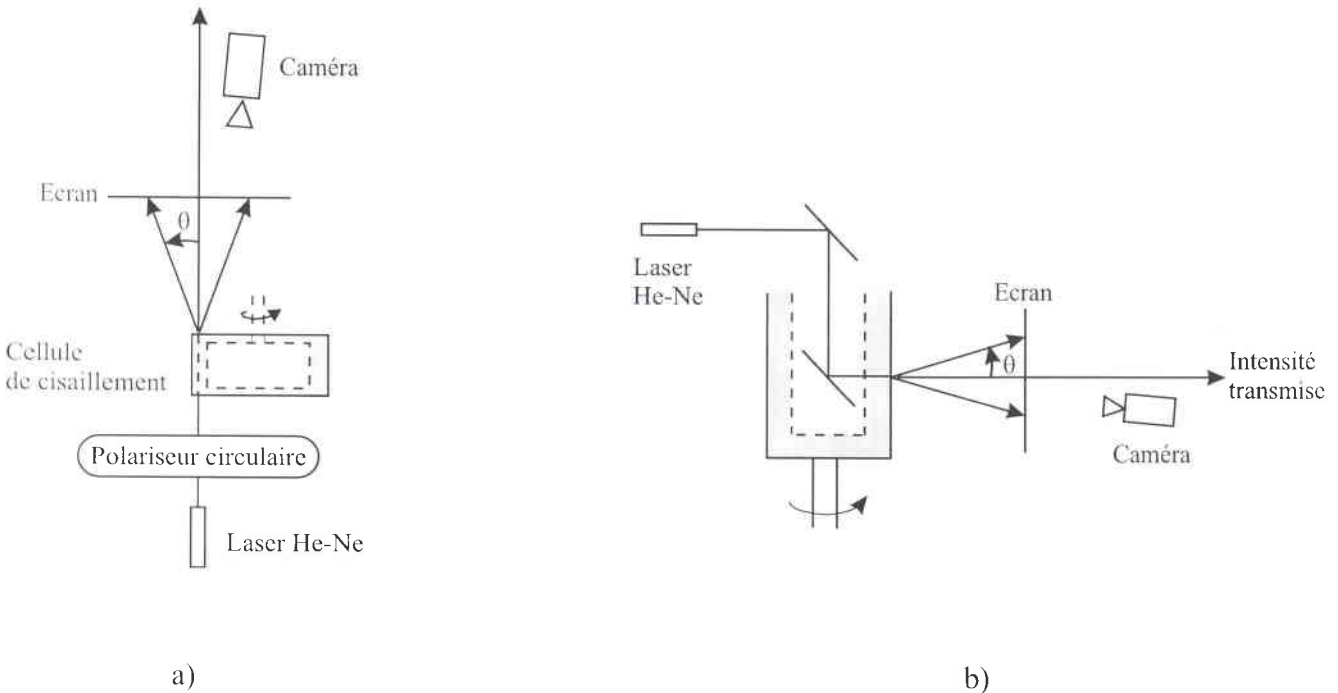 Caméra
Ecran
θ
Cellule
de cisaillement
Polariseur circulaire
Laser He-Ne
a)
Laser
He-Ne
Ecran
θ
Intensité
transmise
Caméra
b)